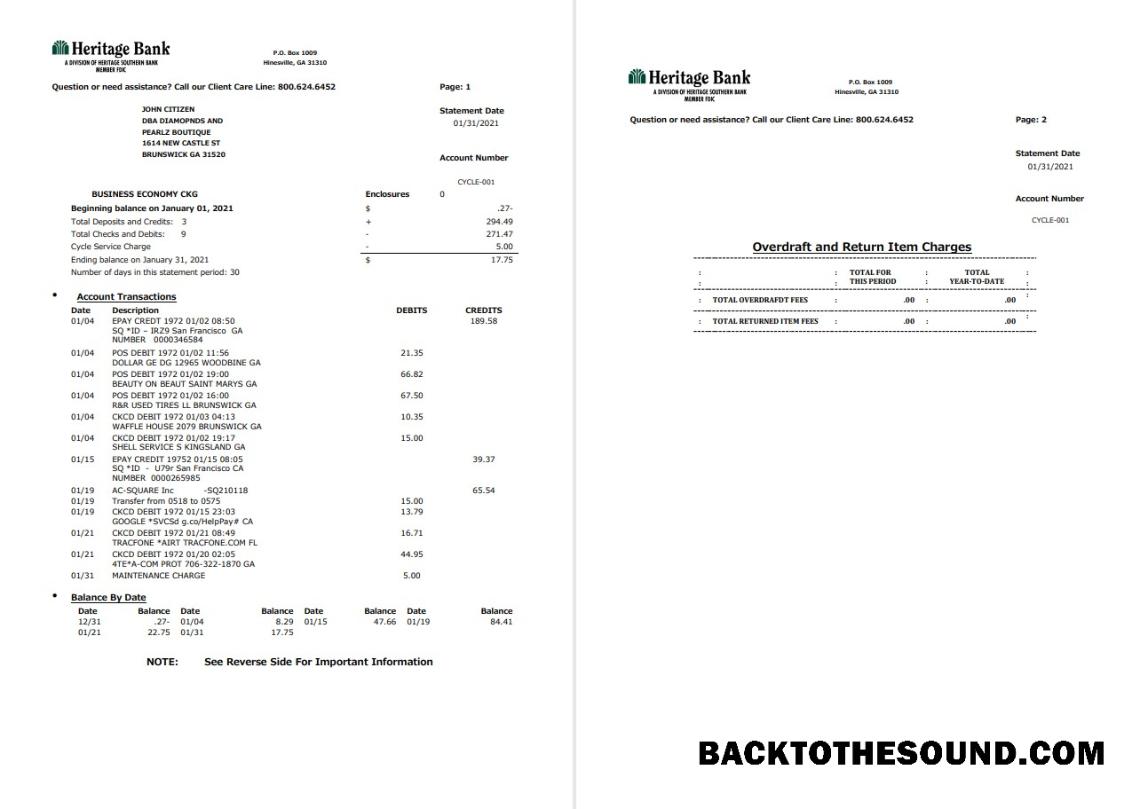 Heritage Bank
A DIVISION OF HERITAGE SOUTHERN BANK
MEMBER FDIC
P.O. Box 1009
Hinesville, GA 31310
Question or need assistance? Call our Client Care Line: 800.624.6452 Page: 1
JOHN CITIZEN
DBA DIAMOPNDS AND
PEARLZ BOUTIQUE
1614 NEW CASTLE ST
BRUNSWICK GA 31520
Statement Date
01/31/2021
Account Number
CYCLE-001
BUSINESS ECONOMY CKG Enclosures 0
Beginning balance on January 01, 2021 $ .27-
Total Deposits and Credits: 3 + 294.49
Total Checks and Debits: 9 - 271.47
Cycle Service Charge - 5.00
Ending balance on January 31, 2021 $ 17.75
Number of days in this statement period: 30
• Account Transactions
Date Description DEBITS CREDITS
01/04 EPAY CREDT 1972 01/02 08:50 189.58
SQ *ID – IRZ9 San Francisco GA
NUMBER 0000346584
01/04 POS DEBIT 1972 01/02 11:56 21.35
DOLLAR GE DG 12965 WOODBINE GA
01/04 POS DEBIT 1972 01/02 19:00 66.82
BEAUTY ON BEAUT SAINT MARYS GA
01/04 POS DEBIT 1972 01/02 16:00 67.50
R&R USED TIRES LL BRUNSWICK GA
01/04 CKCD DEBIT 1972 01/03 04:13 10.35
WAFFLE HOUSE 2079 BRUNSWICK GA
01/04 CKCD DEBIT 1972 01/02 19:17 15.00
SHELL SERVICE S KINGSLAND GA
01/15 EPAY CREDIT 19752 01/15 08:05 39.37
SQ *ID - U79r San Francisco CA
NUMBER 0000265985
01/19 AC-SQUARE Inc -SQ210118 65.54
01/19 Transfer from 0518 to 0575 15.00
01/19 CKCD DEBIT 1972 01/15 23:03 13.79
GOOGLE *SVCSd g.co/HelpPay# CA
01/21 CKCD DEBIT 1972 01/21 08:49 16.71
TRACFONE *AIRT TRACFONE.COM FL
01/21 CKCD DEBIT 1972 01/20 02:05 44.95
4TE*A-COM PROT 706-322-1870 GA
01/31 MAINTENANCE CHARGE 5.00
• Balance By Date
Date Balance Date Balance Date Balance Date Balance
12/31 .27- 01/04 8.29 01/15 47.66 01/19 84.41
01/21 22.75 01/31 17.75
NOTE: See Reverse Side For Important Information
Heritage Bank
A DIVISION OF HERITAGE SOUTHERN BANK
MEMBER FDIC
P.O. Box 1009
Hinesville, GA 31310
Question or need assistance? Call our Client Care Line: 800.624.6452 Page: 2
Statement Date
01/31/2021
Account Number
CYCLE-001
Overdraft and Return Item Charges
: : TOTAL FOR : TOTAL :
: : THIS PERIOD : YEAR-TO-DATE :
: TOTAL OVERDRAFDT FEES : .00 : .00 :
: TOTAL RETURNED ITEM FEES : .00 : .00 :
BACKTOTHESOUND.COM